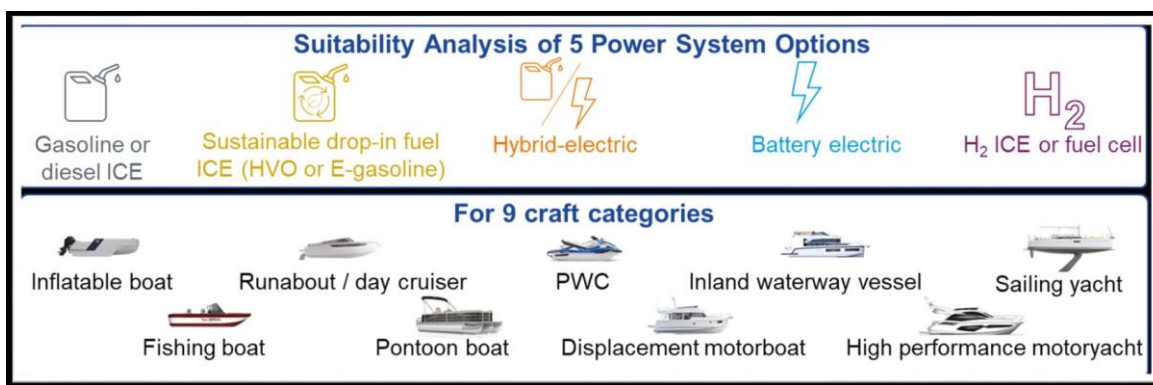 Suitability Analysis of 5 Power System Options
Gasoline or
diesel ICE
Sustainable drop-in fuel
ICE (HVO or E-gasoline)
Hybrid-electric
Battery electric
H₂
H₂ ICE or fuel cell
For 9 craft categories
Inflatable boat
Runabout / day cruiser
PWC
Inland waterway vessel
Sailing yacht
Fishing boat
Pontoon boat
Displacement motorboat
High performance motoryacht